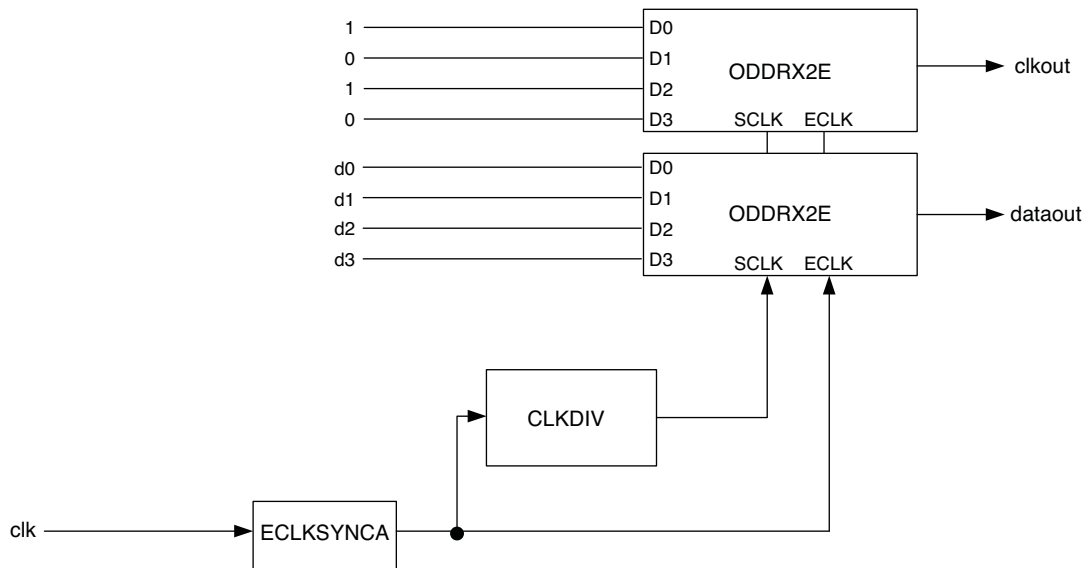 1
D0
0
D1
ODDRX2E
clkout
1
D2
0
D3
SCLK
ECLK
d0
D0
d1
D1
ODDRX2E
dataout
d2
D2
d3
D3
SCLK
ECLK
CLKDIV
clk
ECLKSYNCA